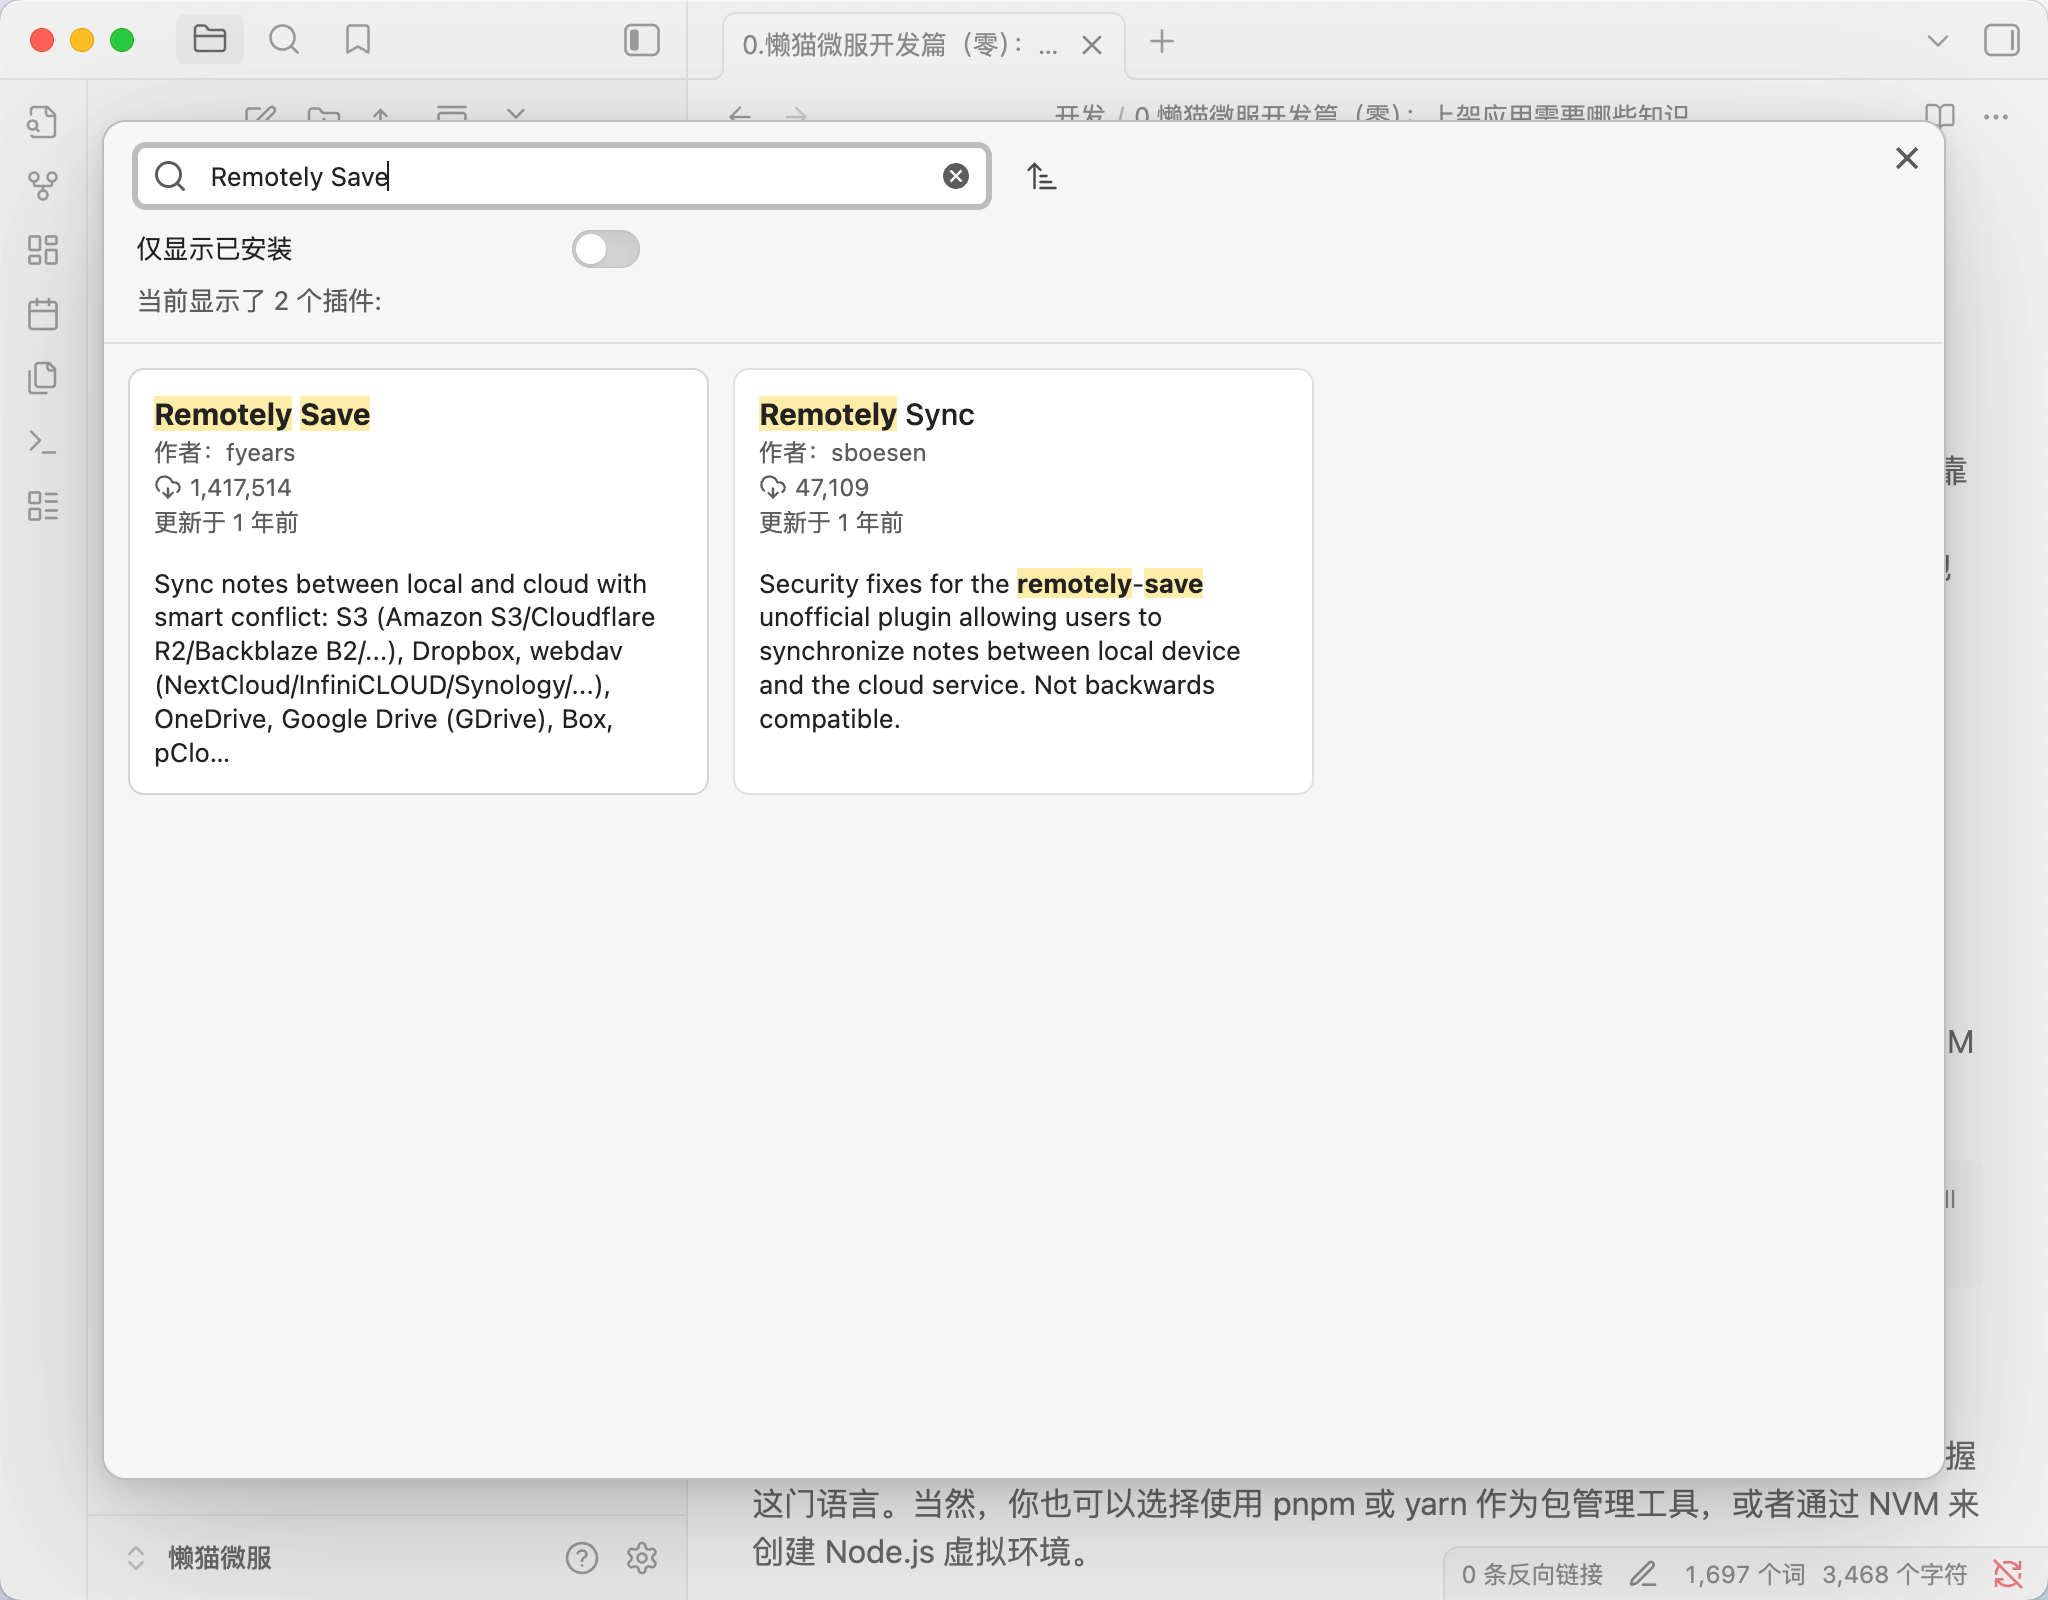 0.懒猫微服开发篇（零）：...
开发 / 0.懒猫微服开发篇（零）：上架应用需要哪些知识
Remotely Save
仅显示已安装
当前显示了 2 个插件:
Remotely Save
作者：fyears
1,417,514
更新于 1 年前
Sync notes between local and cloud with
smart conflict: S3 (Amazon S3/Cloudflare
R2/Backblaze B2/...), Dropbox, webdav
(NextCloud/InfiniCLOUD/Synology/...),
OneDrive, Google Drive (GDrive), Box,
pClo...
Remotely Sync
作者：sboesen
47,109
更新于 1 年前
Security fixes for the remotely-save
unofficial plugin allowing users to
synchronize notes between local device
and the cloud service. Not backwards
compatible.
靠
M
握
这门语言。当然，你也可以选择使用 pnpm 或 yarn 作为包管理工具，或者通过 NVM 来
创建 Node.js 虚拟环境。
懒猫微服
0 条反向链接
1,697 个词
3,468 个字符